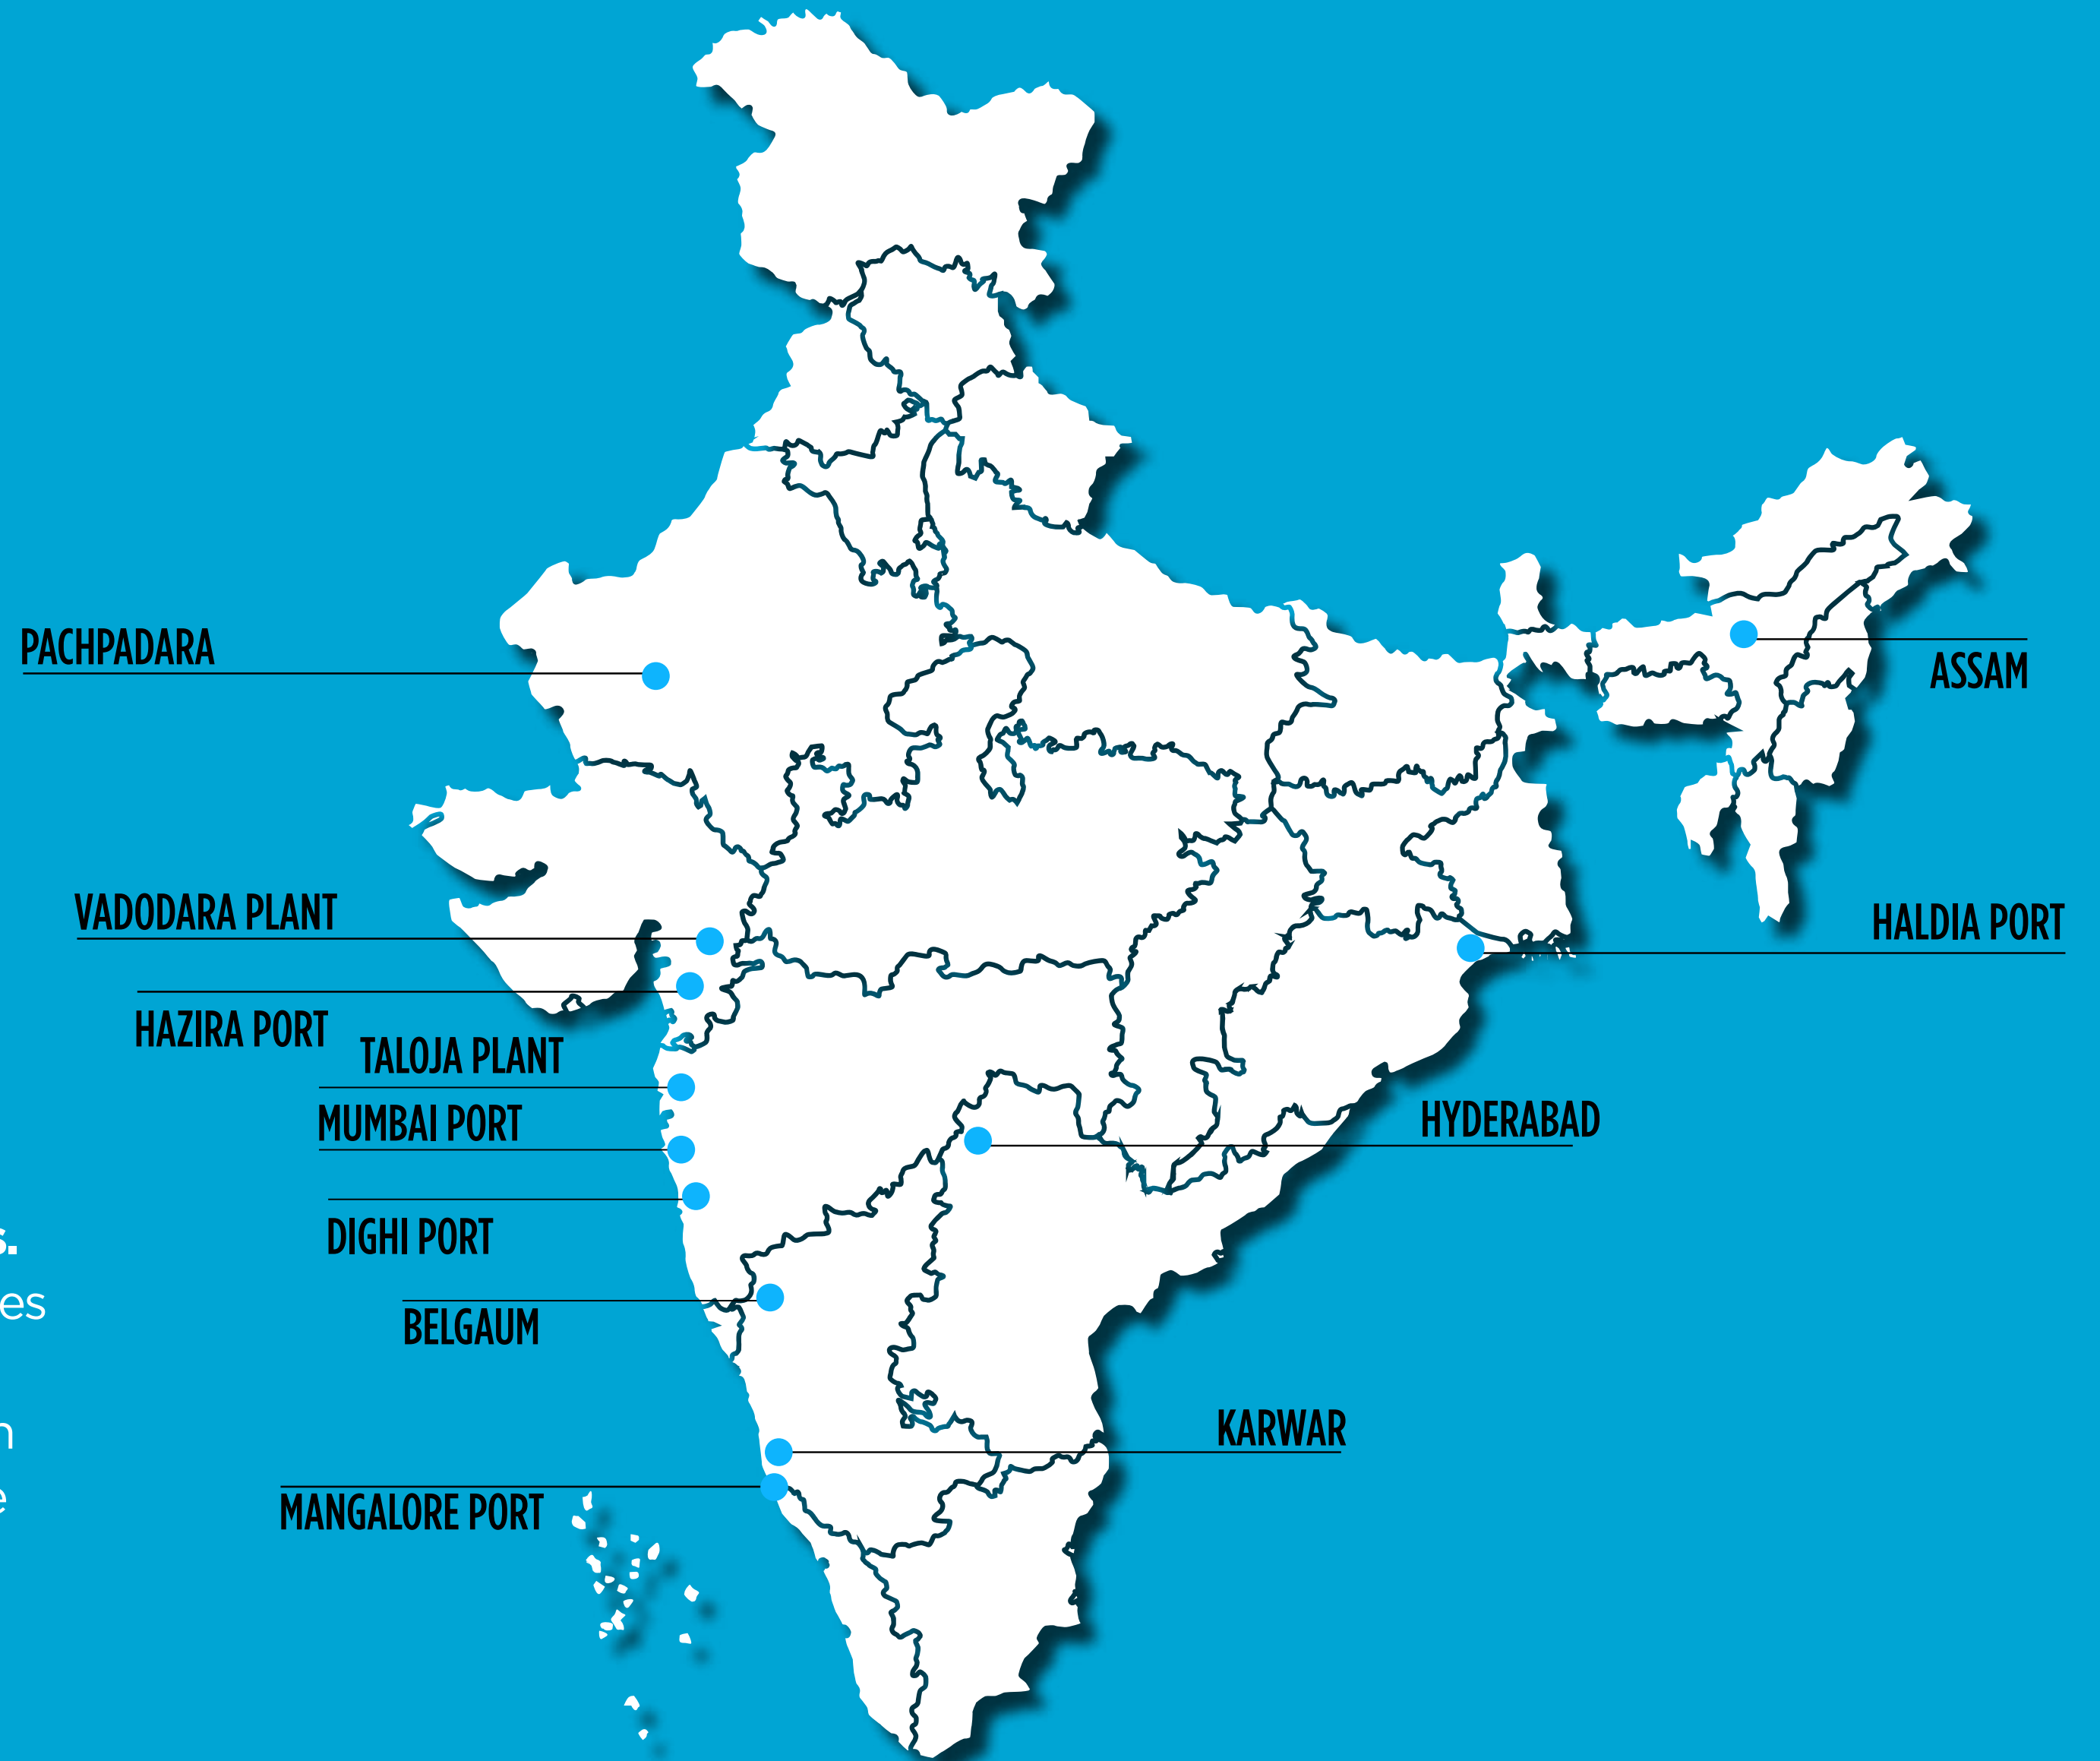 PACHPADARA
ASSAM
VADODARA PLANT
HALDIA PORT
HAZIRA PORT
TALOJA PLANT
MUMBAI PORT
HYDERABAD
DIGHI PORT
s.
es
BELGAUM
KARWAR
n
e
MANGALORE PORT